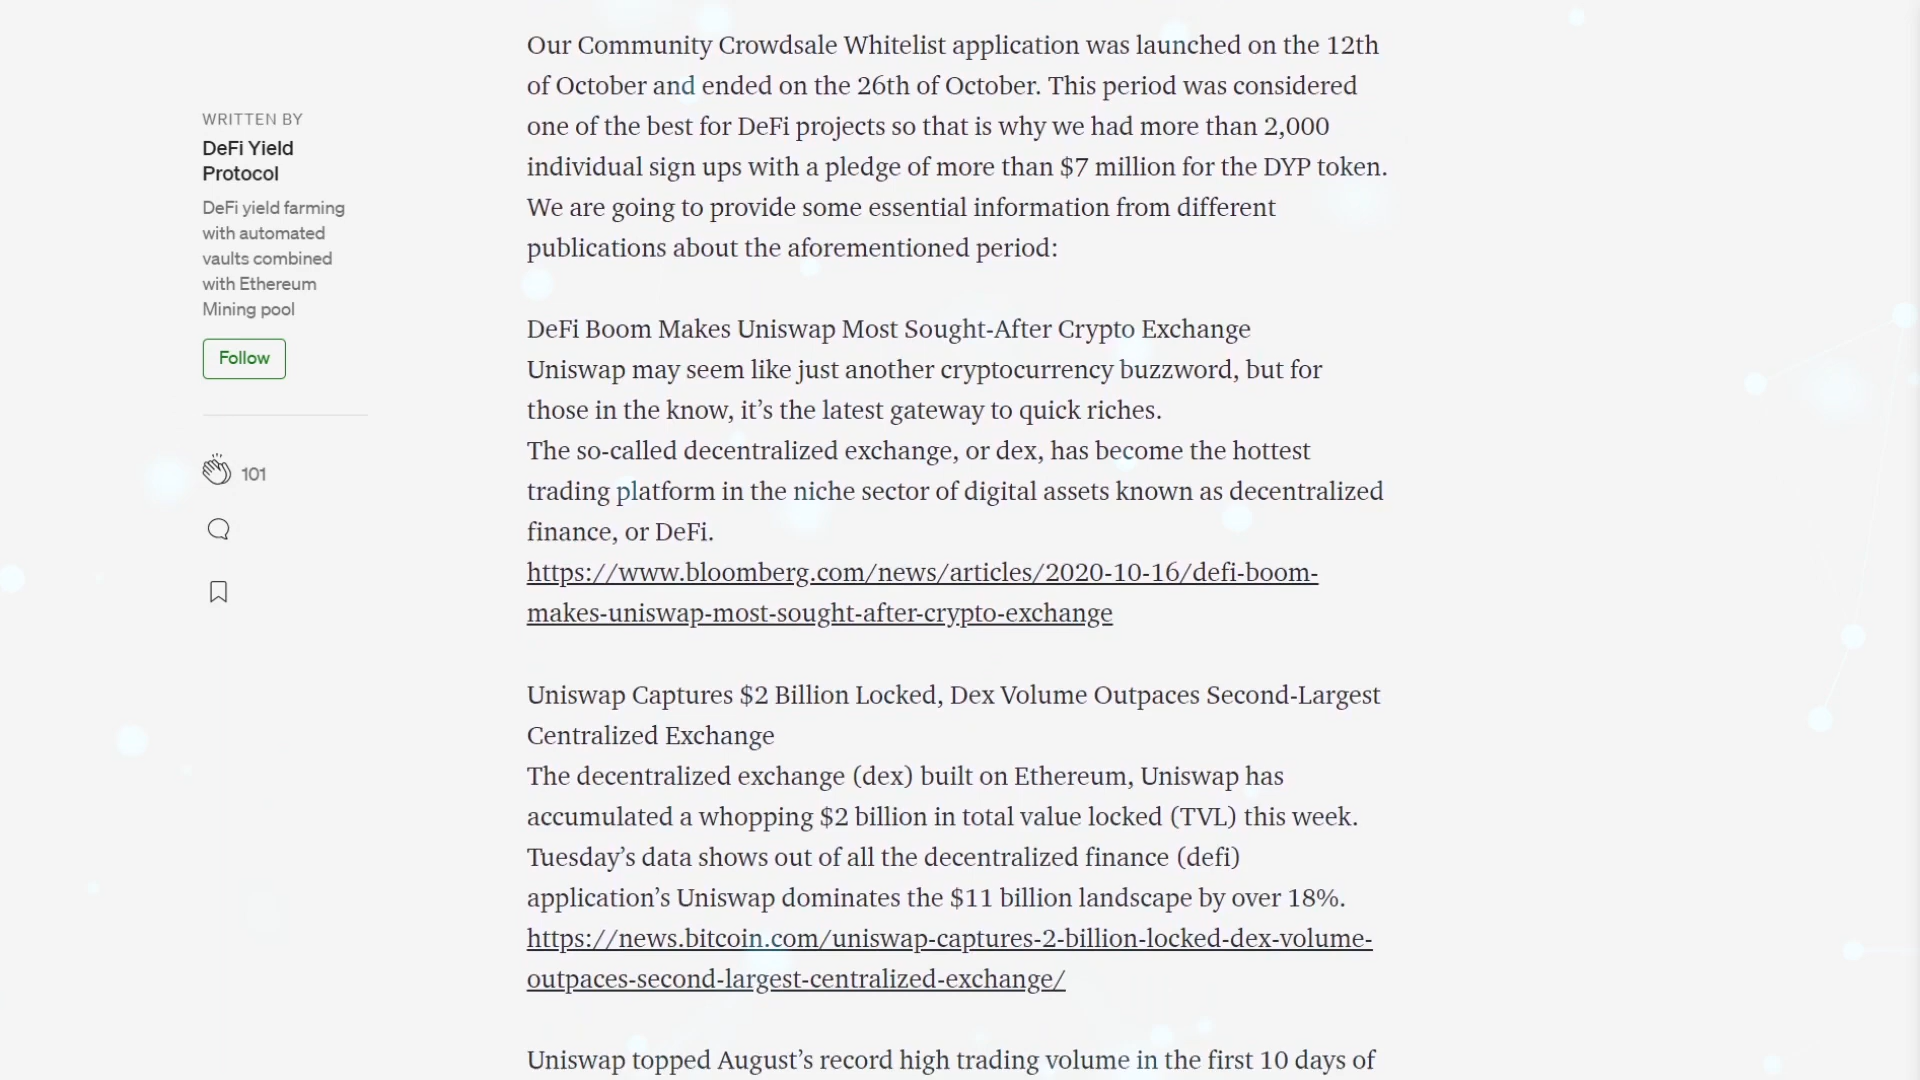 WRITTEN BY
DeFi Yield
Protocol
DeFi yield farming
with automated
vaults combined
with Ethereum
Mining pool
Follow
101
Our Community Crowdsale Whitelist application was launched on the 12th
of October and ended on the 26th of October. This period was considered
one of the best for DeFi projects so that is why we had more than 2,000
individual sign ups with a pledge of more than $7 million for the DYP token.
We are going to provide some essential information from different
publications about the aforementioned period:
DeFi Boom Makes Uniswap Most Sought-After Crypto Exchange
Uniswap may seem like just another cryptocurrency buzzword, but for
those in the know, it’s the latest gateway to quick riches.
The so-called decentralized exchange, or dex, has become the hottest
trading platform in the niche sector of digital assets known as decentralized
finance, or DeFi.
https://www.bloomberg.com/news/articles/2020-10-16/defi-boom-
makes-uniswap-most-sought-after-crypto-exchange
Uniswap Captures $2 Billion Locked, Dex Volume Outpaces Second-Largest
Centralized Exchange
The decentralized exchange (dex) built on Ethereum, Uniswap has
accumulated a whopping $2 billion in total value locked (TVL) this week.
Tuesday’s data shows out of all the decentralized finance (defi)
application’s Uniswap dominates the $11 billion landscape by over 18%.
https://news.bitcoin.com/uniswap-captures-2-billion-locked-dex-volume-
outpaces-second-largest-centralized-exchange/
Uniswap topped August’s record high trading volume in the first 10 days of